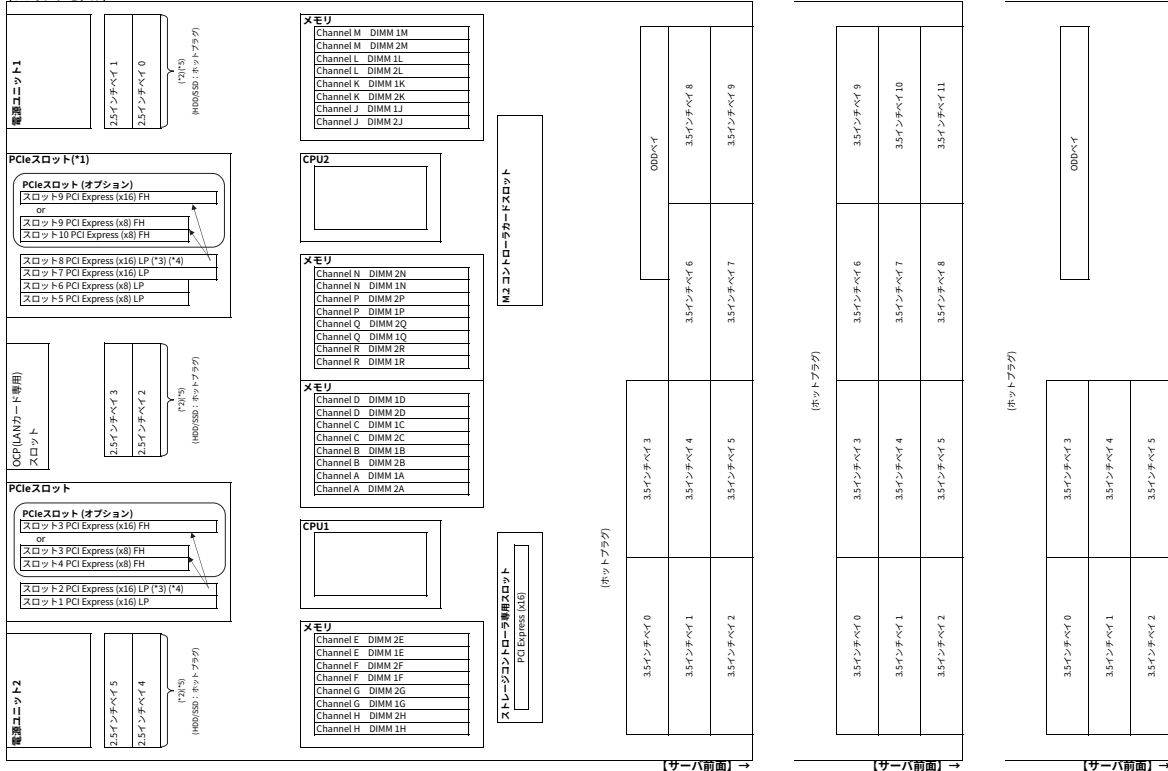 電源ユニット1
2.5インチベイ 1
2.5インチベイ 0
(*2)(*5)
(HDD/SSD：ホットプラグ)
PCIeスロット(*1)
PCIeスロット (オプション)
スロット9 PCI Express (x16) FH
or
スロット9 PCI Express (x8) FH
スロット10 PCI Express (x8) FH
スロット8 PCI Express (x16) LP (*3) (*4)
スロット7 PCI Express (x16) LP
スロット6 PCI Express (x8) LP
スロット5 PCI Express (x8) LP
OCP(LANカード専用)
スロット
2.5インチベイ 3
2.5インチベイ 2
(*2)(*5)
(HDD/SSD：ホットプラグ)
PCIeスロット
PCIeスロット (オプション)
スロット3 PCI Express (x16) FH
or
スロット3 PCI Express (x8) FH
スロット4 PCI Express (x8) FH
スロット2 PCI Express (x16) LP (*3) (*4)
スロット1 PCI Express (x16) LP
電源ユニット2
2.5インチベイ 5
2.5インチベイ 4
(*2)(*5)
(HDD/SSD：ホットプラグ)
メモリ
Channel M DIMM 1M
Channel M DIMM 2M
Channel L DIMM 1L
Channel L DIMM 2L
Channel K DIMM 1K
Channel K DIMM 2K
Channel J DIMM 1J
Channel J DIMM 2J
CPU2
メモリ
Channel N DIMM 2N
Channel N DIMM 1N
Channel P DIMM 2P
Channel P DIMM 1P
Channel Q DIMM 2Q
Channel Q DIMM 1Q
Channel R DIMM 2R
Channel R DIMM 1R
メモリ
Channel D DIMM 1D
Channel D DIMM 2D
Channel C DIMM 1C
Channel C DIMM 2C
Channel B DIMM 1B
Channel B DIMM 2B
Channel A DIMM 1A
Channel A DIMM 2A
CPU1
メモリ
Channel E DIMM 2E
Channel E DIMM 1E
Channel F DIMM 2F
Channel F DIMM 1F
Channel G DIMM 2G
Channel G DIMM 1G
Channel H DIMM 2H
Channel H DIMM 1H
M.2 コントローラカードスロット
ストレージコントローラ専用スロット
PCI Express (x16)
(ホットプラグ)
ODDベイ
3.5インチベイ 8
3.5インチベイ 9
3.5インチベイ 6
3.5インチベイ 7
3.5インチベイ 3
3.5インチベイ 4
3.5インチベイ 5
3.5インチベイ 0
3.5インチベイ 1
3.5インチベイ 2
【サーバ前面】→
(ホットプラグ)
3.5インチベイ 9
3.5インチベイ 10
3.5インチベイ 11
3.5インチベイ 6
3.5インチベイ 7
3.5インチベイ 8
3.5インチベイ 3
3.5インチベイ 4
3.5インチベイ 5
3.5インチベイ 0
3.5インチベイ 1
3.5インチベイ 2
【サーバ前面】→
(ホットプラグ)
ODDベイ
3.5インチベイ 3
3.5インチベイ 4
3.5インチベイ 5
3.5インチベイ 0
3.5インチベイ 1
3.5インチベイ 2
【サーバ前面】→